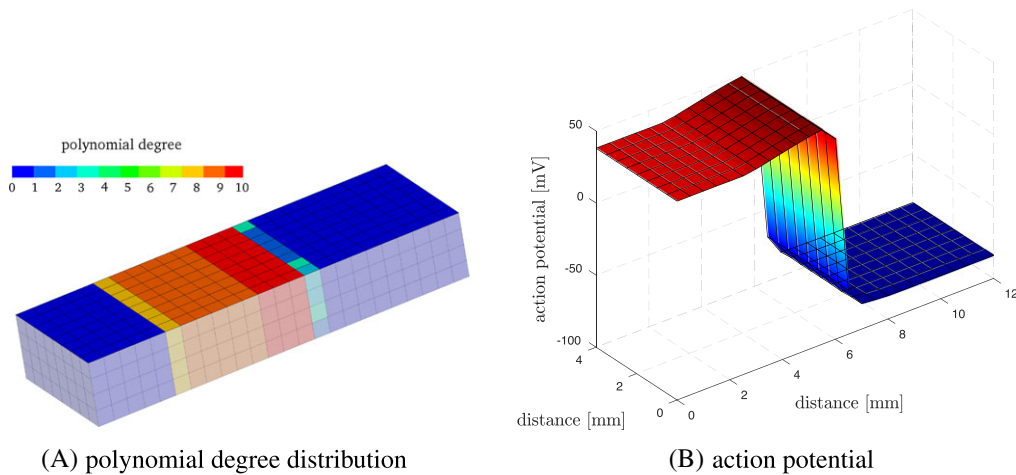 polynomial degree
0 1 2 3 4 5 6 7 8 9 10
(A) polynomial degree distribution
action potential [mV]
50
0
-50
-100
4
2
0
distance [mm]
0
2
4
6
8
10
12
distance [mm]
(B) action potential